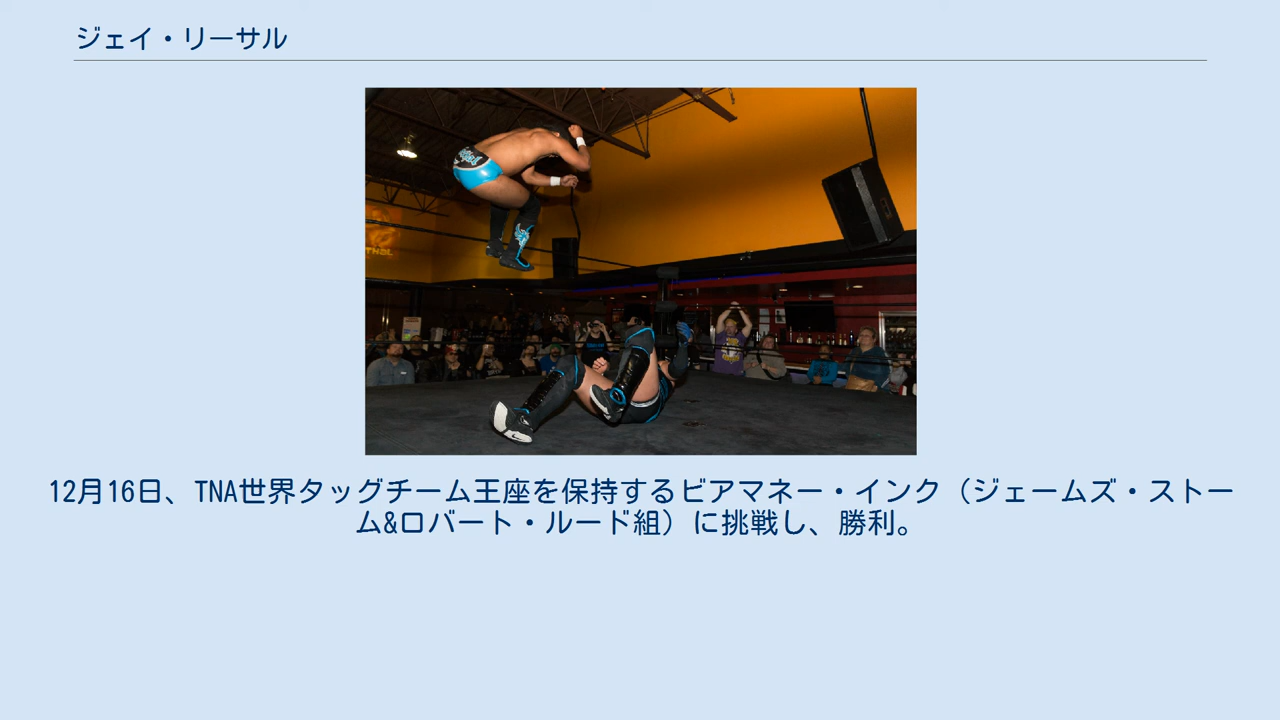 ジェイ・リーサル
12月16日、TNA世界タッグチーム王座を保持するビアマネー・インク（ジェームズ・ストー
ム&ロバート・ルード組）に挑戦し、勝利。